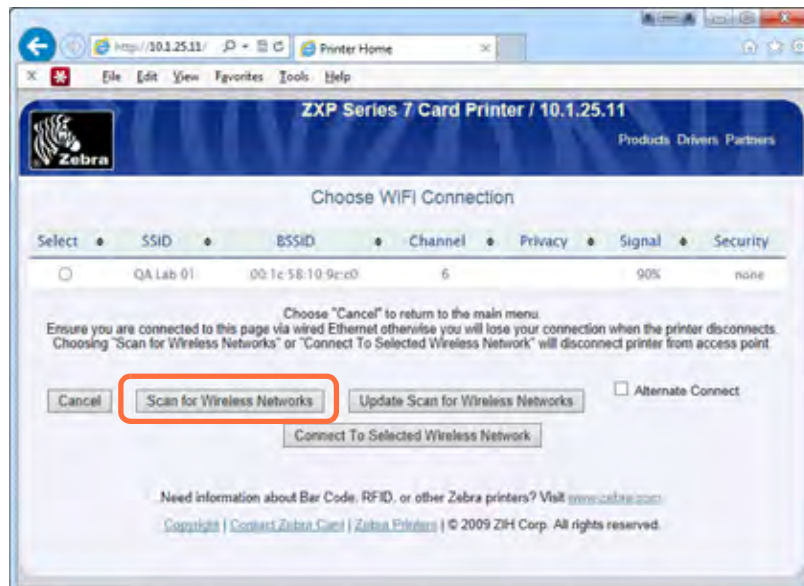 http://10.1.25.11/ Printer Home
File Edit View Favorites Tools Help
ZXP Series 7 Card Printer / 10.1.25.11
Zebra
Products Drivers Partners
Choose WiFi Connection
Select SSID BSSID Channel Privacy Signal Security
QA Lab 01 00:1c:58:10:9c:c0 6 90% none
Choose "Cancel" to return to the main menu.
Ensure you are connected to this page via wired Ethernet otherwise you will lose your connection when the printer disconnects.
Choosing "Scan for Wireless Networks" or "Connect To Selected Wireless Network" will disconnect printer from access point
Cancel Scan for Wireless Networks Update Scan for Wireless Networks Alternate Connect
Connect To Selected Wireless Network
Need information about Bar Code, RFID, or other Zebra printers? Visit www.zebra.com
Copyright | Contact Zebra Card | Zebra Printers | © 2009 ZIH Corp. All rights reserved.